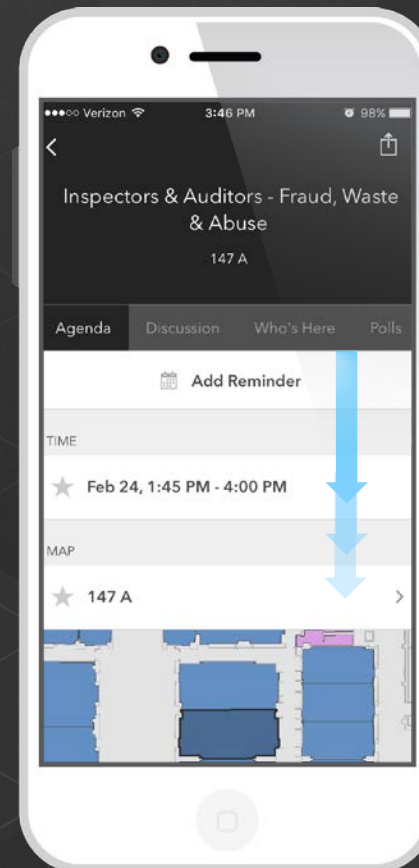 Verizon 3:46 PM 98%
Inspectors & Auditors - Fraud, Waste
& Abuse
147 A
Agenda Discussion Who's Here Polls
Add Reminder
TIME
Feb 24, 1:45 PM - 4:00 PM
MAP
147 A